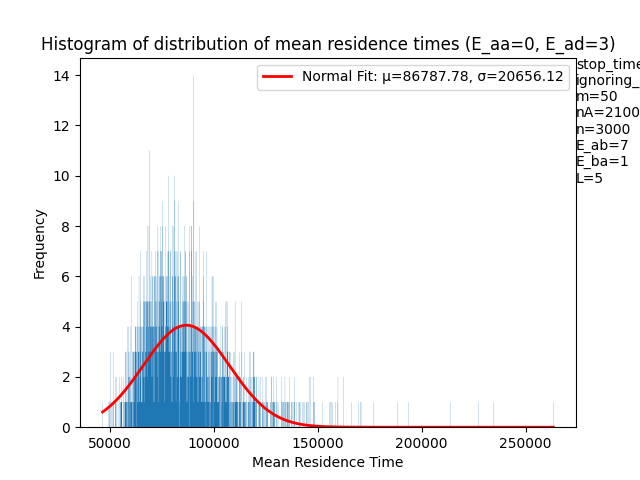 Histogram of distribution of mean residence times (E_aa=0, E_ad=3)
Normal Fit: μ=86787.78, σ=20656.12
stop_time
ignoring_
m=50
nA=2100
n=3000
E_ab=7
E_ba=1
L=5
Frequency
14
12
10
8
6
4
2
0
50000 100000 150000 200000 250000
Mean Residence Time